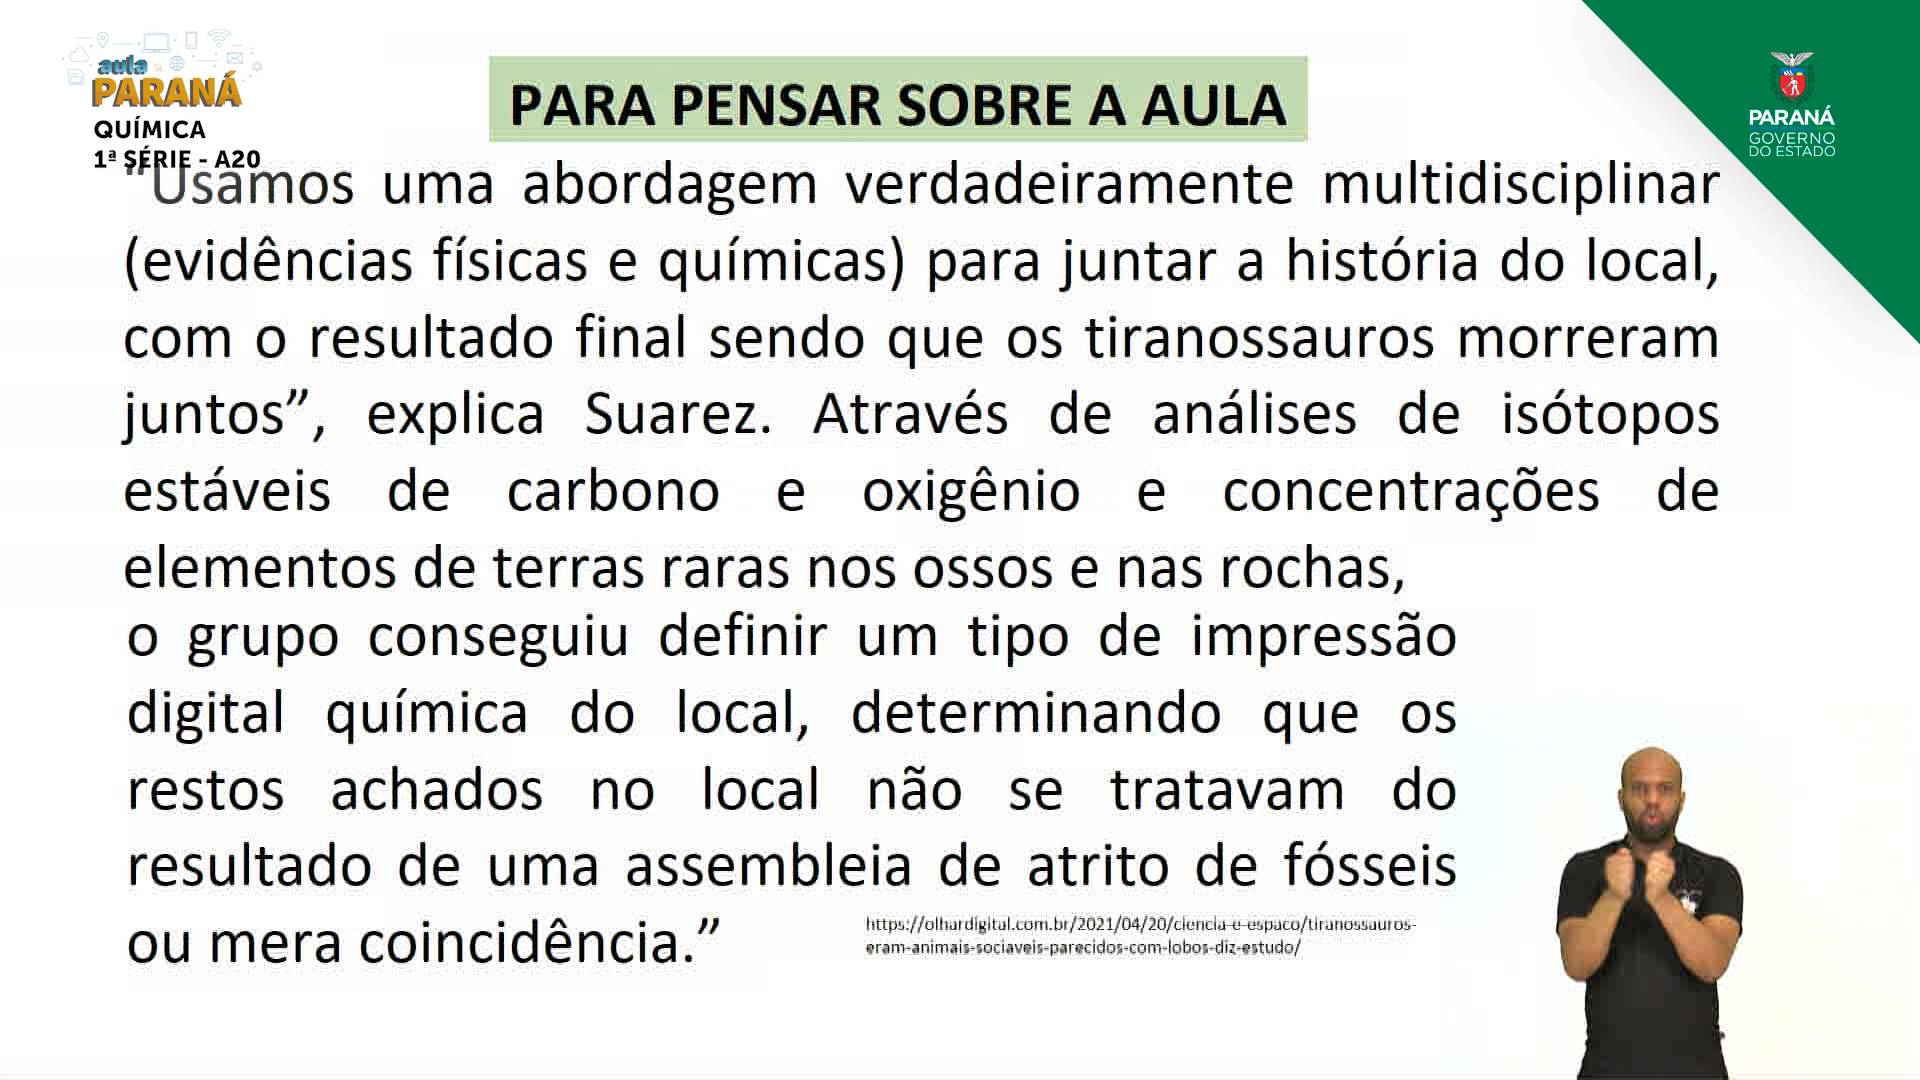 aula
PARANÁ
QUÍMICA
1ª SÉRIE - A20
PARA PENSAR SOBRE A AULA
PARANÁ
GOVERNO
DO ESTADO
“Usamos uma abordagem verdadeiramente multidisciplinar
(evidências físicas e químicas) para juntar a história do local,
com o resultado final sendo que os tiranossauros morreram
juntos”, explica Suarez. Através de análises de isótopos
estáveis de carbono e oxigênio e concentrações de
elementos de terras raras nos ossos e nas rochas,
o grupo conseguiu definir um tipo de impressão
digital química do local, determinando que os
restos achados no local não se tratavam do
resultado de uma assembleia de atrito de fósseis
ou mera coincidência.”
https://olhardigital.com.br/2021/04/20/ciencia-e-espaco/tiranossauros-
eram-animais-sociaveis-parecidos-com-lobos-diz-estudo/